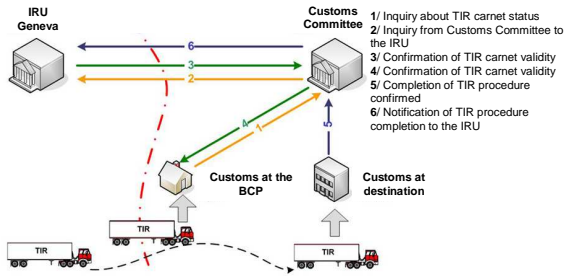 IRU
Geneva
Customs
Committee
1/ Inquiry about TIR carnet status
2/ Inquiry from Customs Committee to
the IRU
3/ Confirmation of TIR carnet validity
4/ Confirmation of TIR carnet validity
5/ Completion of TIR procedure
confirmed
6/ Notification of TIR procedure
completion to the IRU
6
3
2
4
1
5
Customs at the
BCP
Customs at
destination
TIR
TIR
TIR